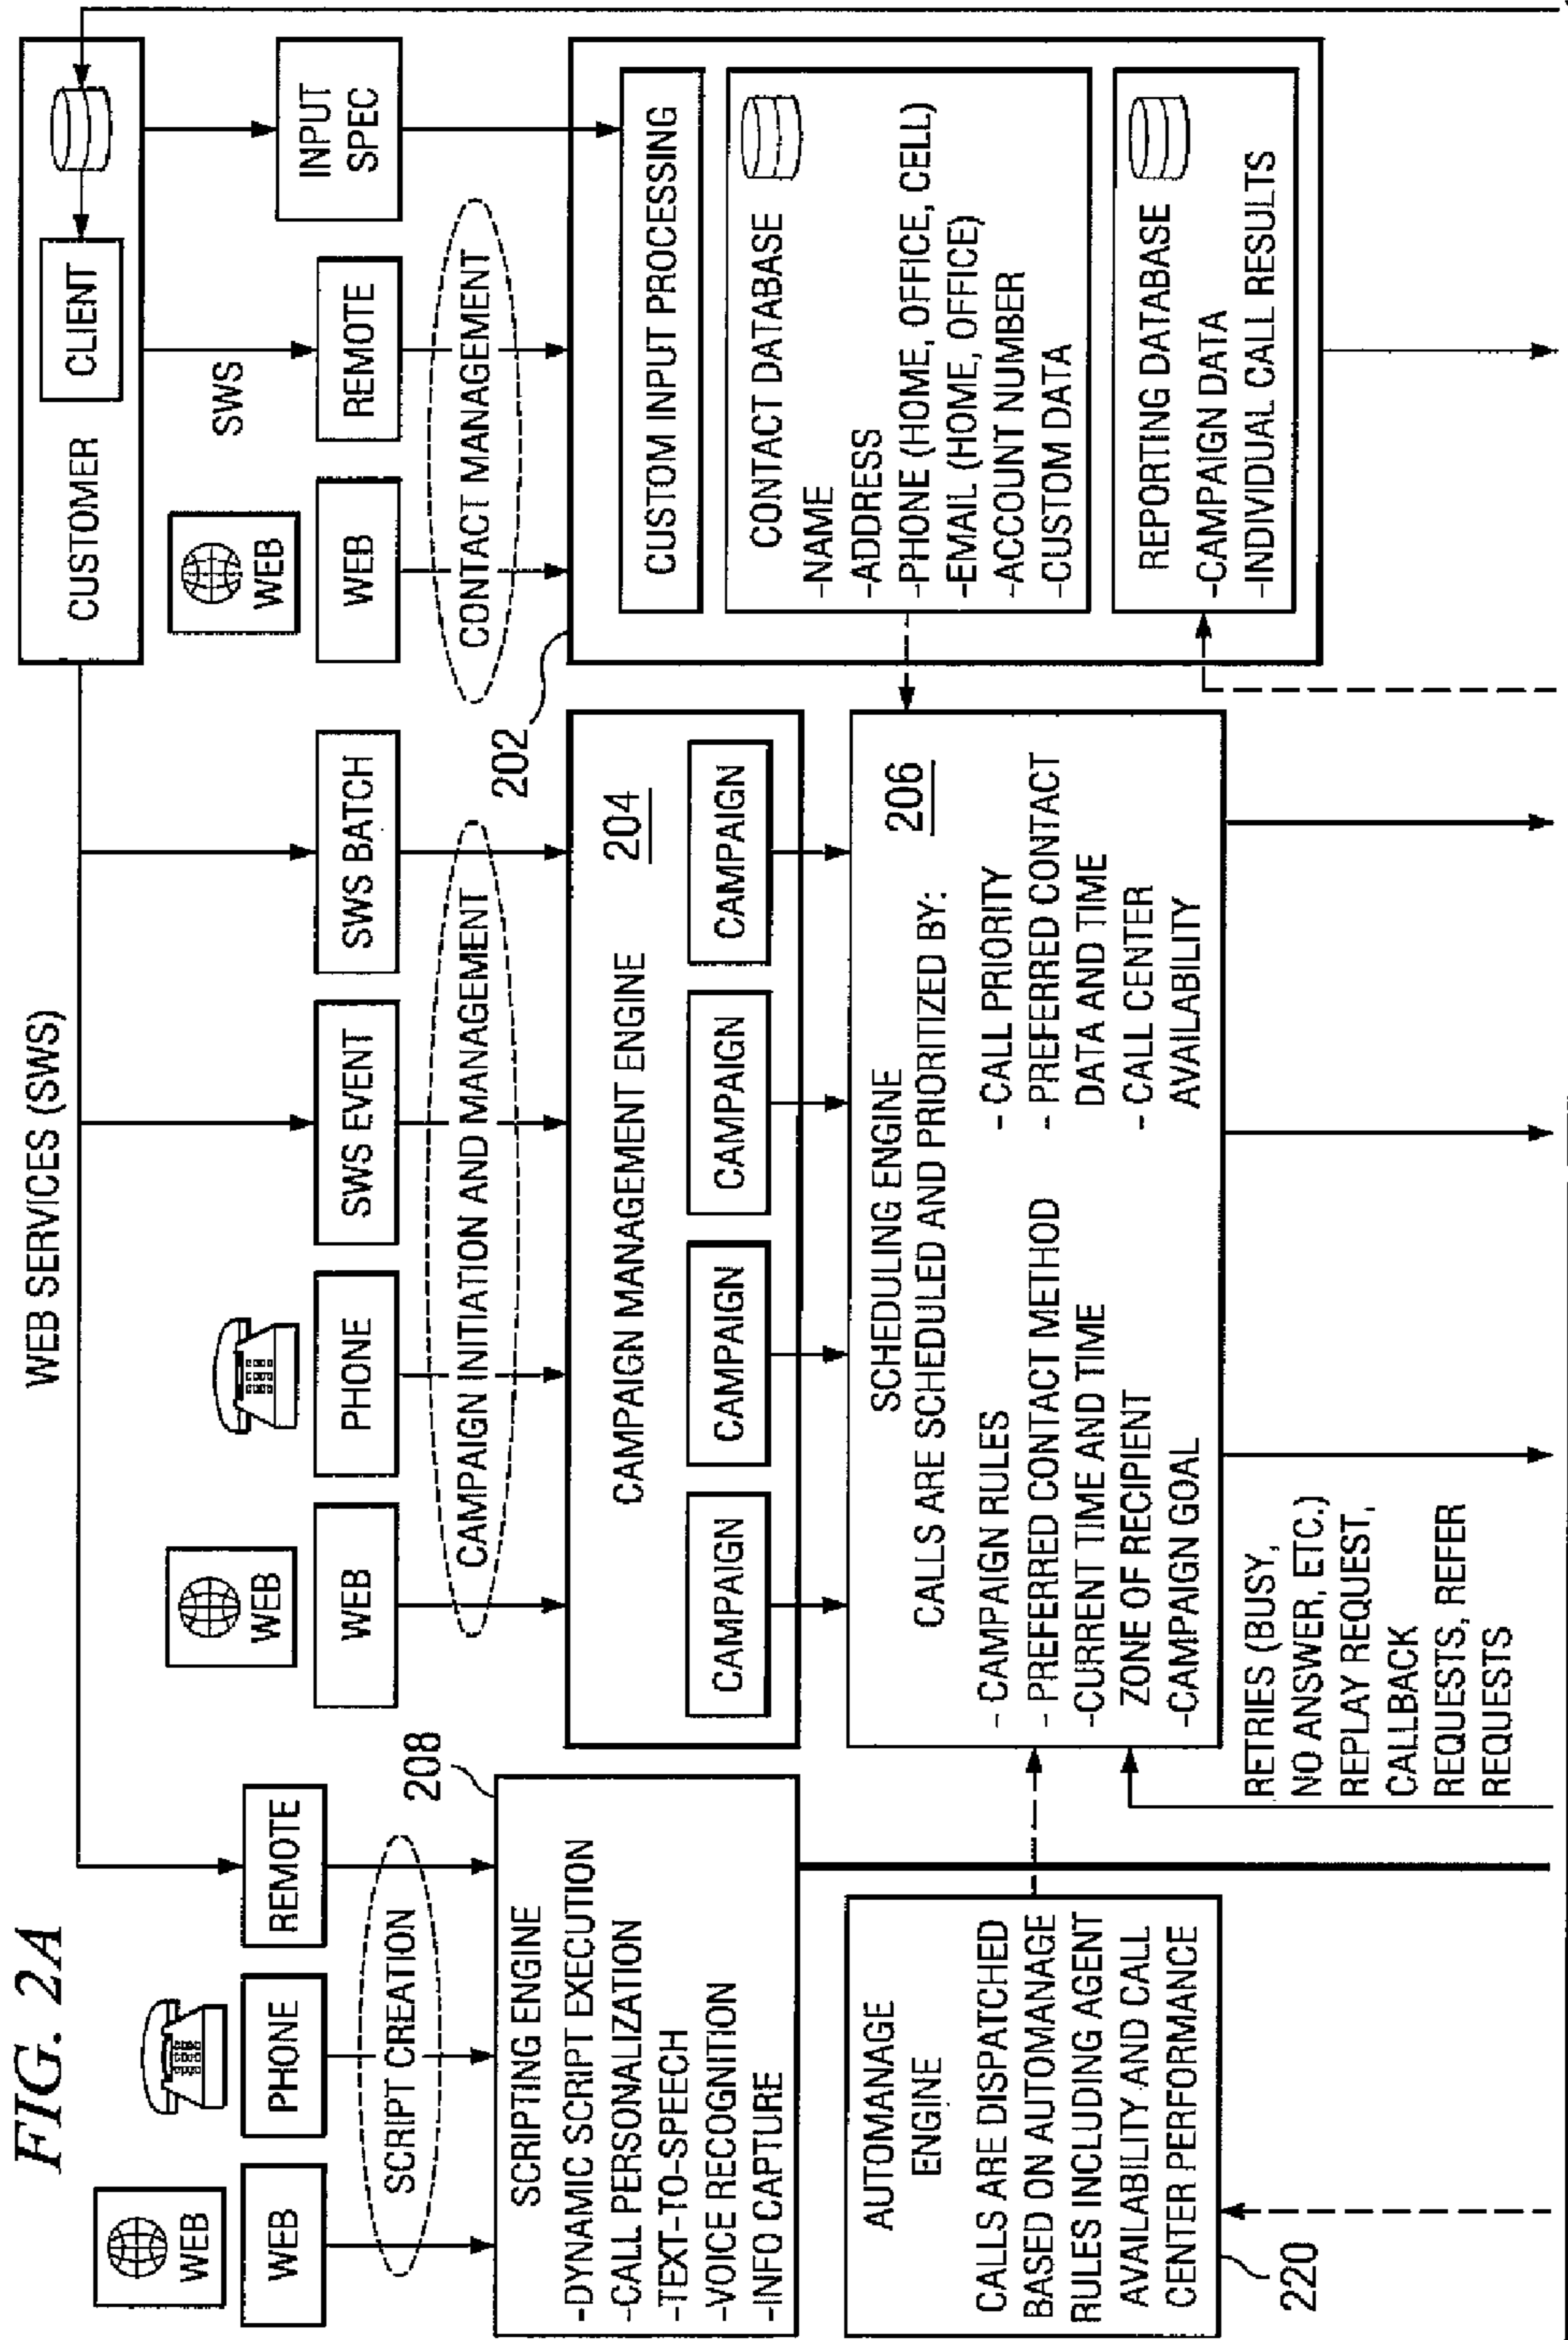 FIG. 2A
WEB SERVICES (SWS)
CUSTOMER
CLIENT
WEB
WEB
PHONE
REMOTE
SCRIPT CREATION
208
SCRIPTING ENGINE
-DYNAMIC SCRIPT EXECUTION
-CALL PERSONALIZATION
-TEXT-TO-SPEECH
-VOICE RECOGNITION
-INFO CAPTURE
AUTOMANAGE
ENGINE
CALLS ARE DISPATCHED
BASED ON AUTOMANAGE
RULES INCLUDING AGENT
AVAILABILITY AND CALL
CENTER PERFORMANCE
220
WEB
WEB
PHONE
SWS EVENT
SWS BATCH
CAMPAIGN INITIATION AND MANAGEMENT
CAMPAIGN MANAGEMENT ENGINE
204
CAMPAIGN
CAMPAIGN
CAMPAIGN
CAMPAIGN
SCHEDULING ENGINE
206
CALLS ARE SCHEDULED AND PRIORITIZED BY:
- CAMPAIGN RULES
- PREFERRED CONTACT METHOD
-CURRENT TIME AND TIME
ZONE OF RECIPIENT
-CAMPAIGN GOAL
- CALL PRIORITY
- PREFERRED CONTACT
DATA AND TIME
- CALL CENTER
AVAILABILITY
RETRIES (BUSY,
NO ANSWER, ETC.)
REPLAY REQUEST,
CALLBACK
REQUESTS, REFER
REQUESTS
WEB
SWS
WEB
REMOTE
INPUT
SPEC
CONTACT MANAGEMENT
202
CUSTOM INPUT PROCESSING
CONTACT DATABASE
-NAME
-ADDRESS
-PHONE (HOME, OFFICE, CELL)
-EMAIL (HOME, OFFICE)
-ACCOUNT NUMBER
-CUSTOM DATA
REPORTING DATABASE
-CAMPAIGN DATA
-INDIVIDUAL CALL RESULTS